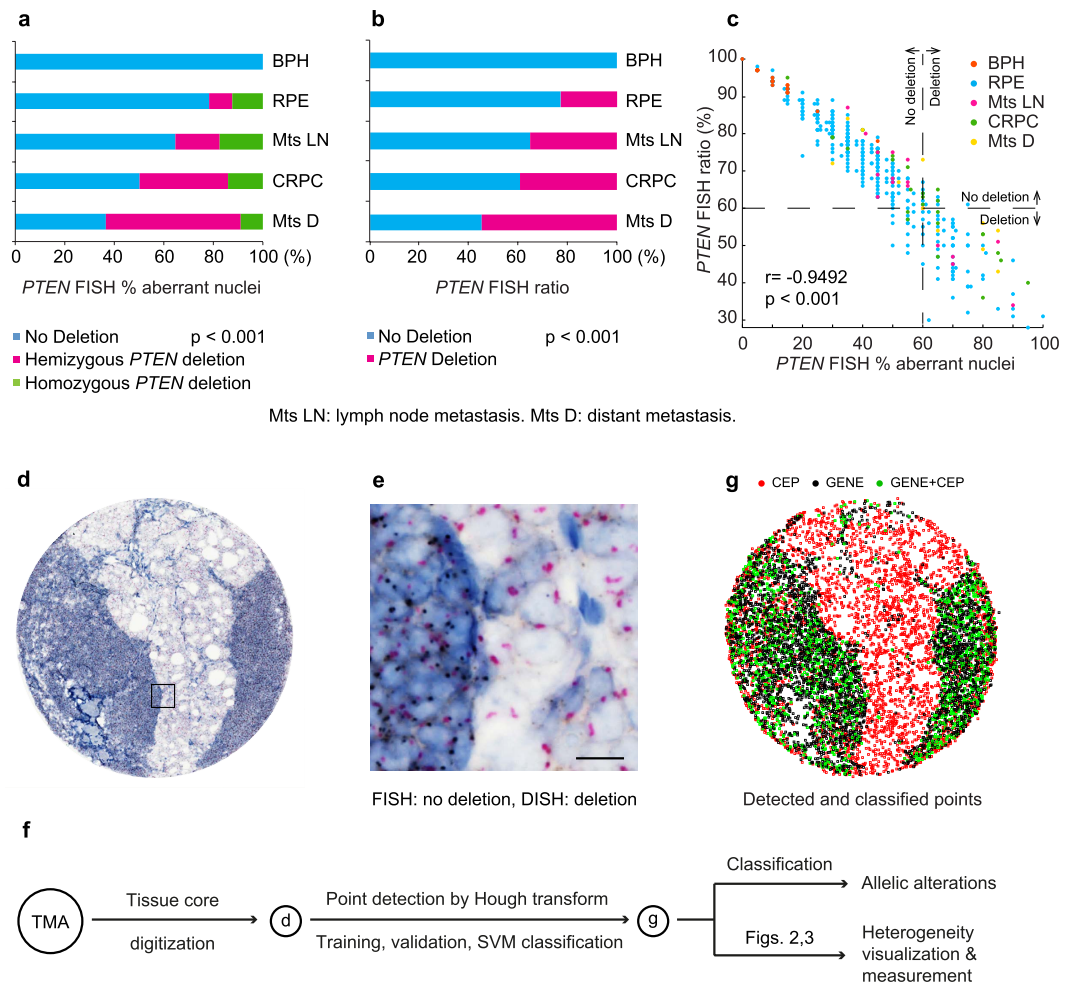 a
BPH
RPE
Mts LN
CRPC
Mts D
0 20 40 60 80 100 (%)
PTEN FISH % aberrant nuclei
No Deletion p < 0.001
Hemizygous PTEN deletion
Homozygous PTEN deletion
b
BPH
RPE
Mts LN
CRPC
Mts D
0 20 40 60 80 100 (%)
PTEN FISH ratio
No Deletion p < 0.001
PTEN Deletion
c
PTEN FISH ratio (%)
100
90
80
70
60
50
40
30
No deletion
Deletion
BPH
RPE
Mts LN
CRPC
Mts D
No deletion
Deletion
r= -0.9492
p < 0.001
0 20 40 60 80 100
PTEN FISH % aberrant nuclei
Mts LN: lymph node metastasis. Mts D: distant metastasis.
d
e
FISH: no deletion, DISH: deletion
g
CEP GENE GENE+CEP
Detected and classified points
f
TMA
Tissue core
digitization
d
Point detection by Hough transform
Training, validation, SVM classification
g
Classification
Allelic alterations
Figs. 2,3
Heterogeneity
visualization &
measurement